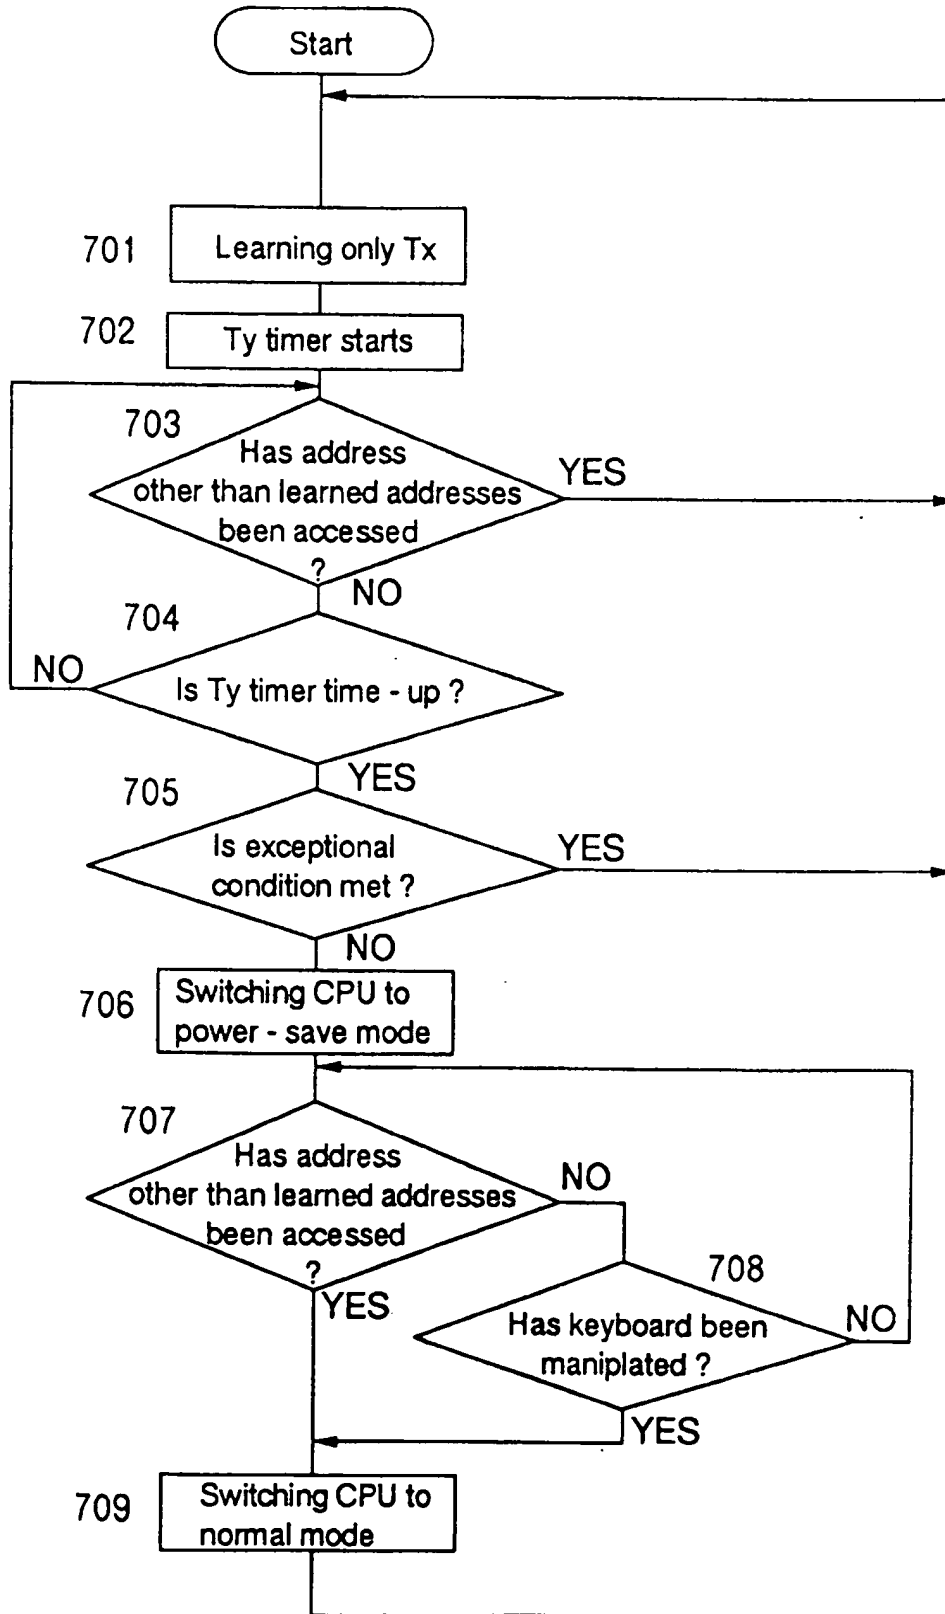 Start
701
Learning only Tx
702
Ty timer starts
703
Has address
other than learned addresses
been accessed
?
YES
NO
704
Is Ty timer time - up ?
NO
YES
705
Is exceptional
condition met ?
YES
NO
706
Switching CPU to
power - save mode
707
Has address
other than learned addresses
been accessed
?
NO
YES
708
Has keyboard been
maniplated ?
NO
YES
709
Switching CPU to
normal mode